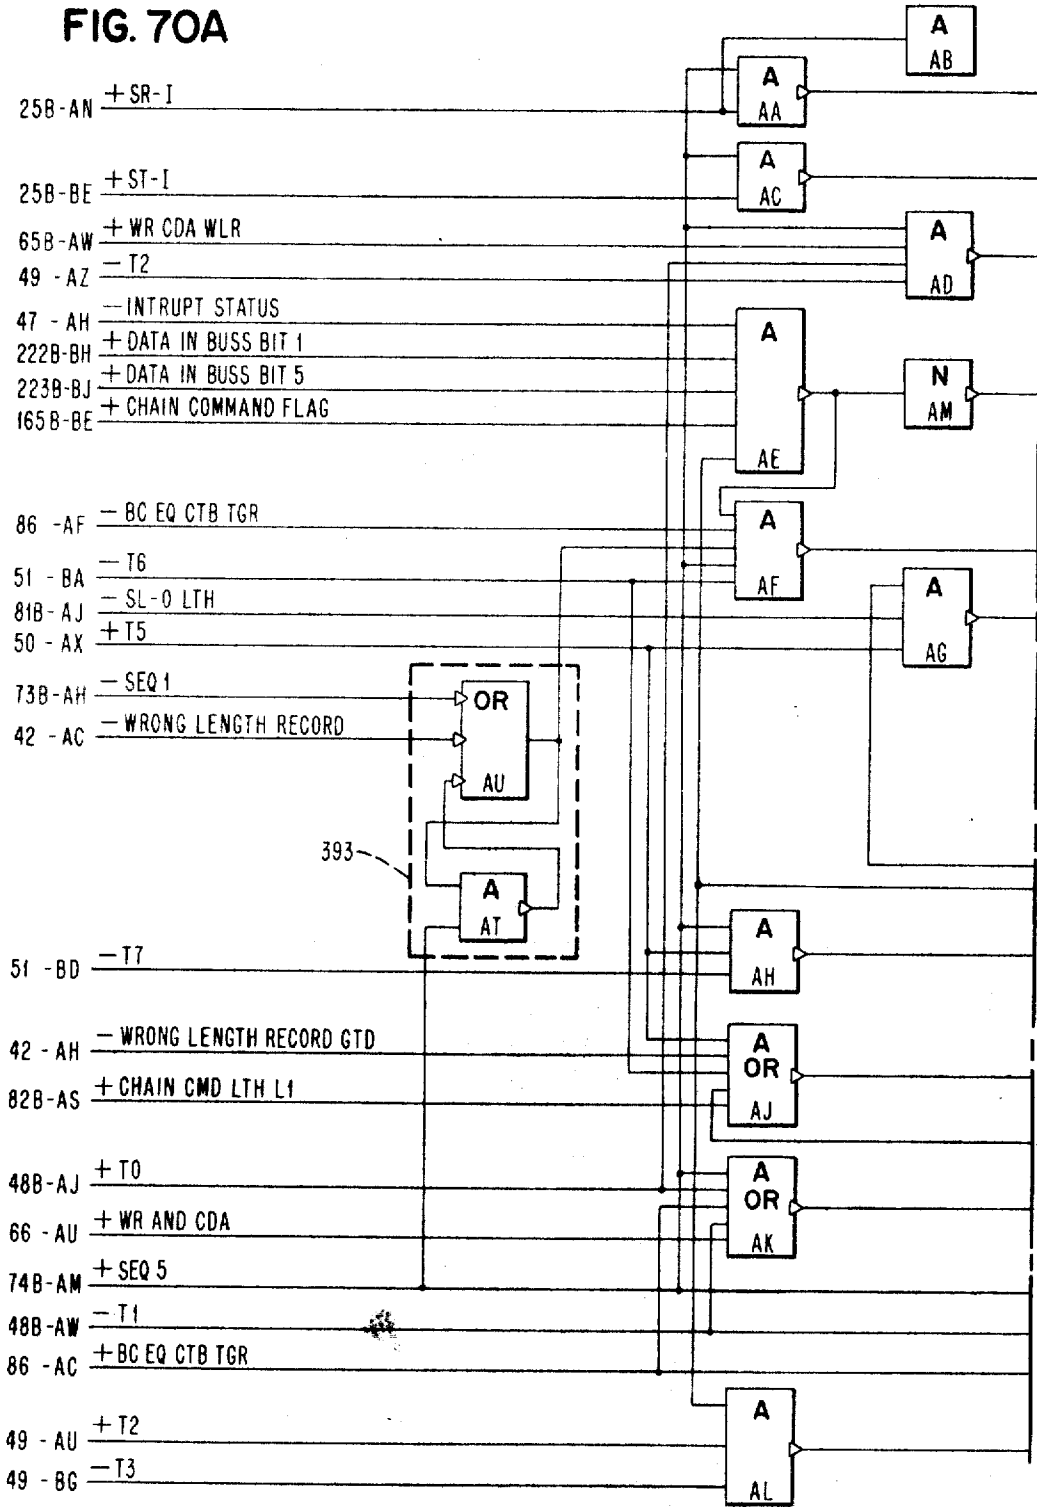 FIG. 70A
A
AB
A
AA
25B-AN +SR-I
A
AC
25B-BE +ST-I
A
AD
65B-AW +WR CDA WLR
49 -AZ -T2
47 -AH -INTRUPT STATUS
222B-BH +DATA IN BUSS BIT 1
223B-BJ +DATA IN BUSS BIT 5
165B-BE +CHAIN COMMAND FLAG
A
AE
N
AM
86 -AF -BC EQ CTB TGR
51 -BA -T6
A
AF
81B-AJ -SL-O LTH
50 -AX +T5
A
AG
73B-AH -SEQ 1
42 -AC -WRONG LENGTH RECORD
OR
AU
393
A
AT
51 -BD -T7
A
AH
42 -AH -WRONG LENGTH RECORD GTD
82B-AS +CHAIN CMD LTH L1
A
OR
AJ
48B-AJ +T0
66 -AU +WR AND CDA
A
OR
AK
74B-AM +SEQ 5
48B-AW -T1
86 -AC +BC EQ CTB TGR
49 -AU +T2
49 -BG -T3
A
AL